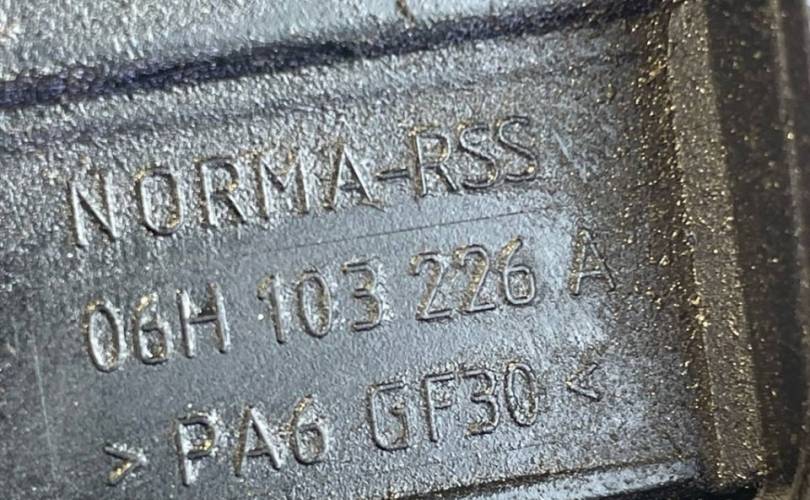 NORMA-RSS
06H 103 226 A
> PA6 GF30 <